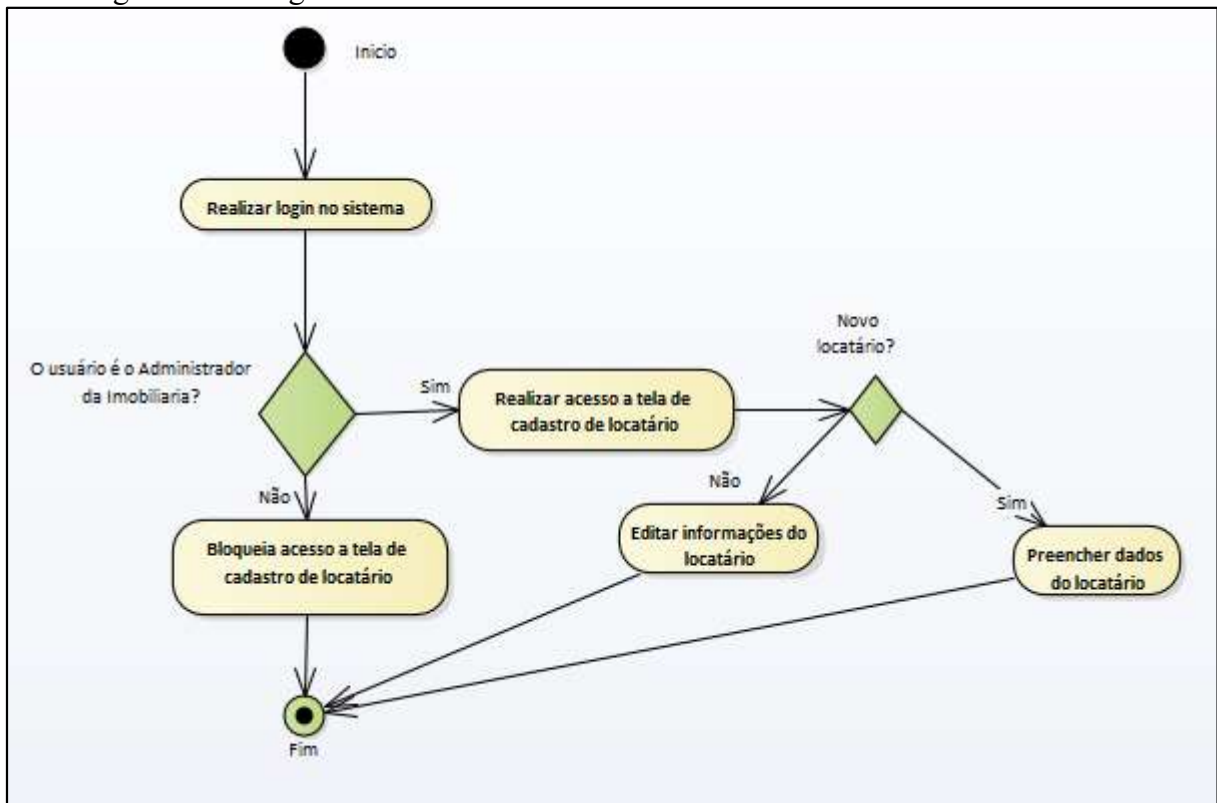 Inicio
Realizar login no sistema
O usuário é o Administrador
da Imobiliaria?
Sim
Realizar acesso a tela de
cadastro de locatário
Novo
locatário?
Não
Bloqueia acesso a tela de
cadastro de locatário
Não
Editar informações do
locatário
Sim
Preencher dados
do locatário
Fim